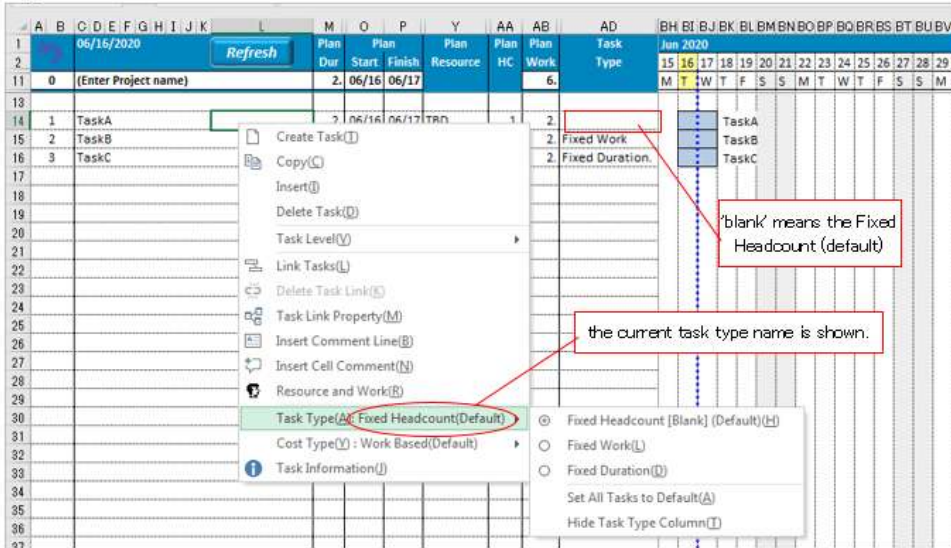 A B C D E F G H I J K L M O P Y AA AB AD BH BI BJ BK BL BM BN BO BP BQ BR BS BT BU BV
1 06/16/2020 Refresh Plan Plan Plan Plan Plan Task Jun 2020
2 Dur Start Finish Resource HC Work Type 15 16 17 18 19 20 21 22 23 24 25 26 27 28 29
11 0 (Enter Project name) 2. 06/16 06/17 6. M T W T F S S M T W T F S S M
13
14 1 TaskA 2 06/16 06/17 TBD 1 2. TaskA
15 2 TaskB 2. Fixed Work TaskB
16 3 TaskC 2. Fixed Duration. TaskC
17
18
19
20
21
22
23
24
25
26
27
28
29
30
31
32
33
34
35
36
37
Create Task(T)
Copy(C)
Insert(I)
Delete Task(D)
Task Level(V)
Link Tasks(L)
Delete Task Link(K)
Task Link Property(M)
Insert Comment Line(B)
Insert Cell Comment(N)
Resource and Work(R)
Task Type(A): Fixed Headcount(Default)
Cost Type(Y) : Work Based(Default)
Task Information(J)
Fixed Headcount [Blank] (Default)(H)
Fixed Work(L)
Fixed Duration(D)
Set All Tasks to Default(A)
Hide Task Type Column(T)
'blank' means the Fixed
Headcount (default)
the current task type name is shown.